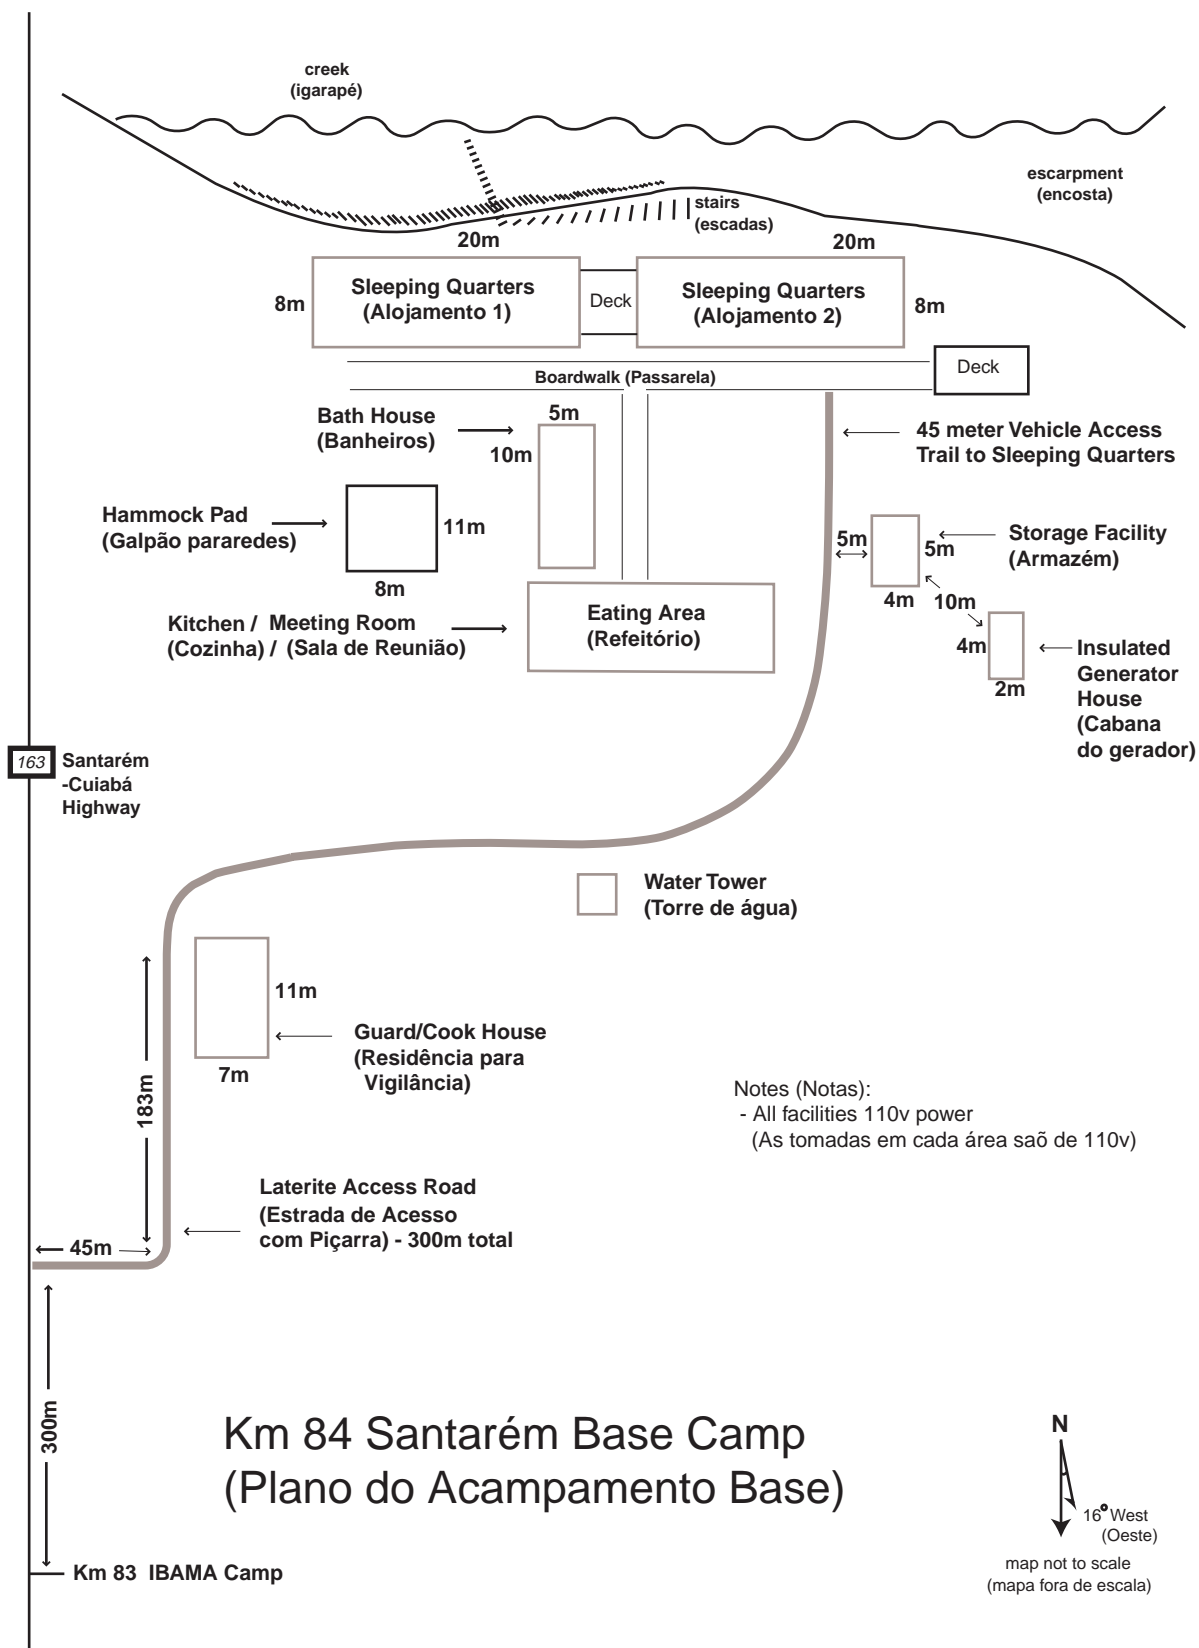 creek
(igarapé)
escarpment
(encosta)
stairs
(escadas)
20m
20m
8m
Sleeping Quarters
(Alojamento 1)
Deck
Sleeping Quarters
(Alojamento 2)
8m
Boardwalk (Passarela)
Deck
Bath House
(Banheiros)
5m
10m
45 meter Vehicle Access
Trail to Sleeping Quarters
Hammock Pad
(Galpão pararedes)
11m
8m
5m
5m
4m
Storage Facility
(Armazém)
10m
Kitchen / Meeting Room
(Cozinha) / (Sala de Reunião)
Eating Area
(Refeitório)
4m
2m
Insulated
Generator
House
(Cabana
do gerador)
163
Santarém
-Cuiabá
Highway
Water Tower
(Torre de água)
11m
7m
Guard/Cook House
(Residência para
Vigilância)
183m
Notes (Notas):
- All facilities 110v power
(As tomadas em cada área saõ de 110v)
Laterite Access Road
(Estrada de Acesso
com Piçarra) - 300m total
45m
300m
Km 84 Santarém Base Camp
(Plano do Acampamento Base)
N
16° West
(Oeste)
map not to scale
(mapa fora de escala)
Km 83 IBAMA Camp